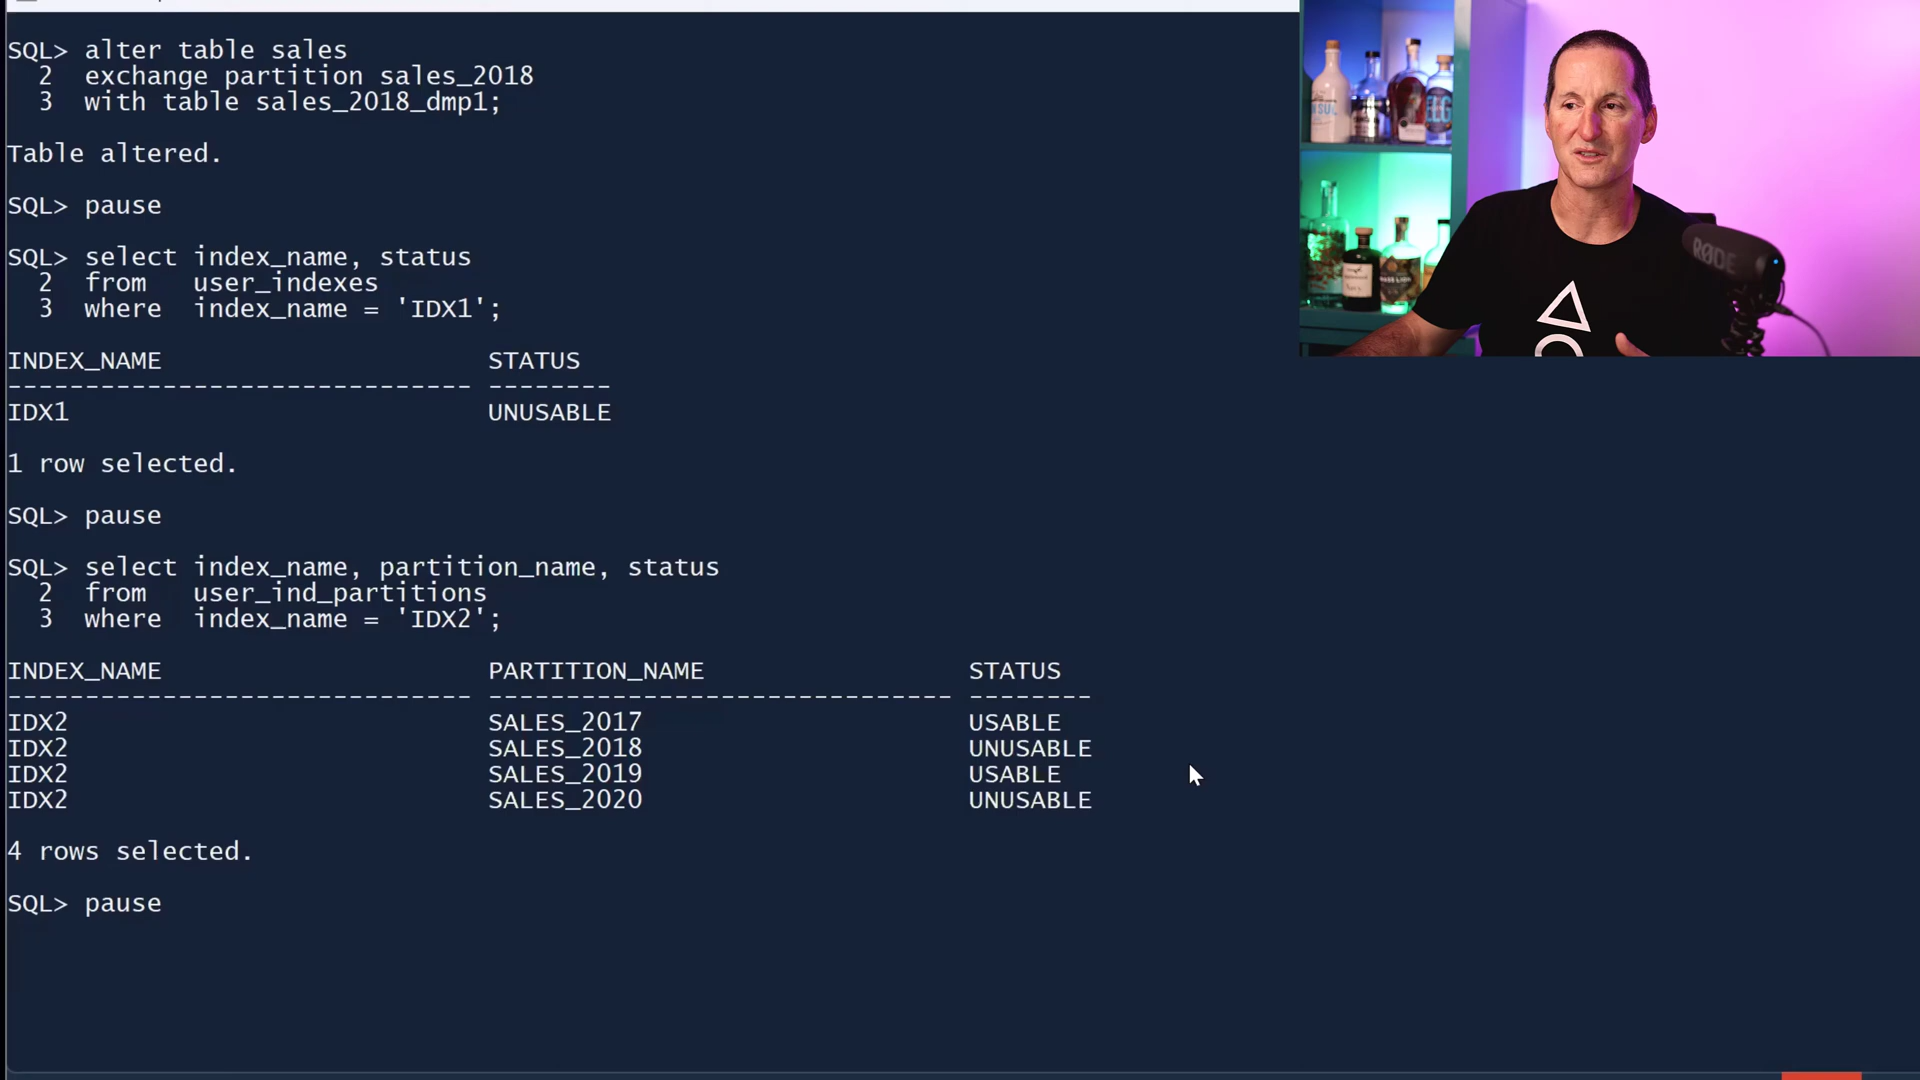 SQL> alter table sales
  2  exchange partition sales_2018
  3  with table sales_2018_dmp1;
Table altered.
SQL> pause
SQL> select index_name, status
  2  from   user_indexes
  3  where  index_name = 'IDX1';
INDEX_NAME                     STATUS
------------------------------ --------
IDX1                           UNUSABLE
1 row selected.
SQL> pause
SQL> select index_name, partition_name, status
  2  from   user_ind_partitions
  3  where  index_name = 'IDX2';
INDEX_NAME                     PARTITION_NAME                 STATUS
------------------------------ ------------------------------ --------
IDX2                           SALES_2017                     USABLE
IDX2                           SALES_2018                     UNUSABLE
IDX2                           SALES_2019                     USABLE
IDX2                           SALES_2020                     UNUSABLE
4 rows selected.
SQL> pause
RØDE